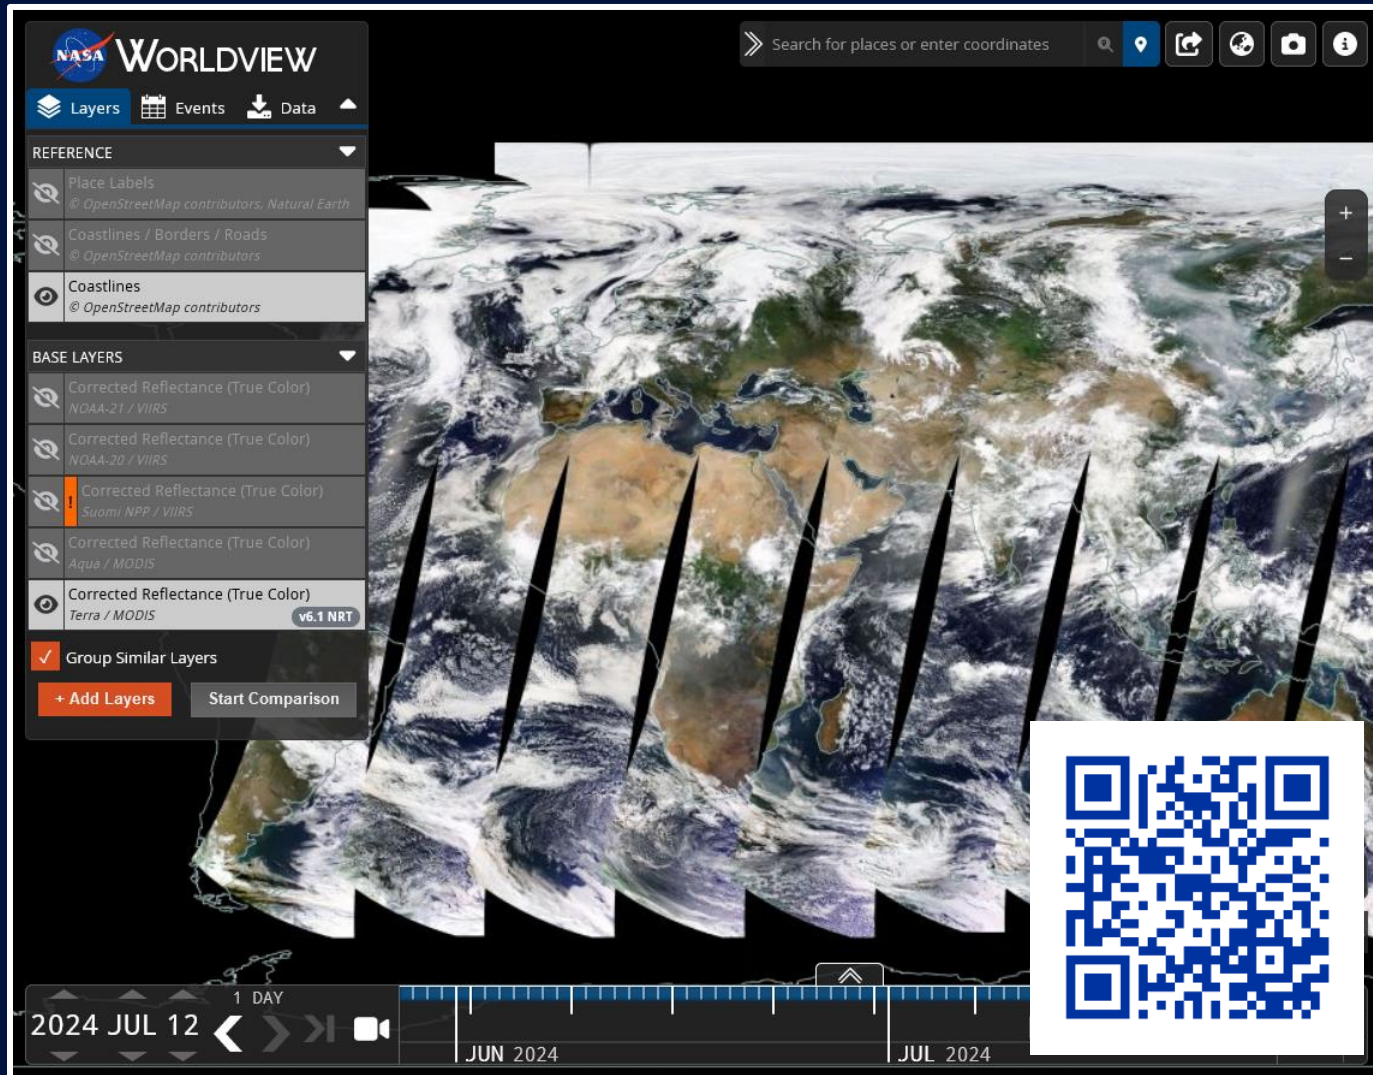 NASA WORLDVIEW
Search for places or enter coordinates
Layers Events Data
REFERENCE
Place Labels
© OpenStreetMap contributors, Natural Earth
Coastlines / Borders / Roads
© OpenStreetMap contributors
Coastlines
© OpenStreetMap contributors
BASE LAYERS
Corrected Reflectance (True Color)
NOAA-21 / VIIRS
Corrected Reflectance (True Color)
NOAA-20 / VIIRS
! Corrected Reflectance (True Color)
Suomi NPP / VIIRS
Corrected Reflectance (True Color)
Aqua / MODIS
Corrected Reflectance (True Color)
Terra / MODIS v6.1 NRT
Group Similar Layers
+ Add Layers Start Comparison
1 DAY
2024 JUL 12
JUN 2024 JUL 2024